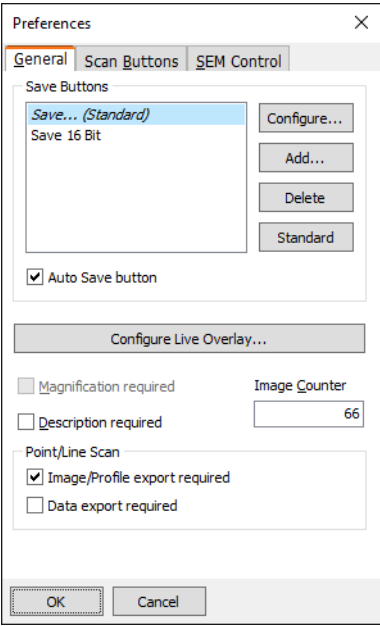 Preferences
General Scan Buttons SEM Control
Save Buttons
Save... (Standard)
Save 16 Bit
Configure...
Add...
Delete
Standard
Auto Save button
Configure Live Overlay...
Magnification required
Image Counter
Description required
66
Point/Line Scan
Image/Profile export required
Data export required
OK Cancel